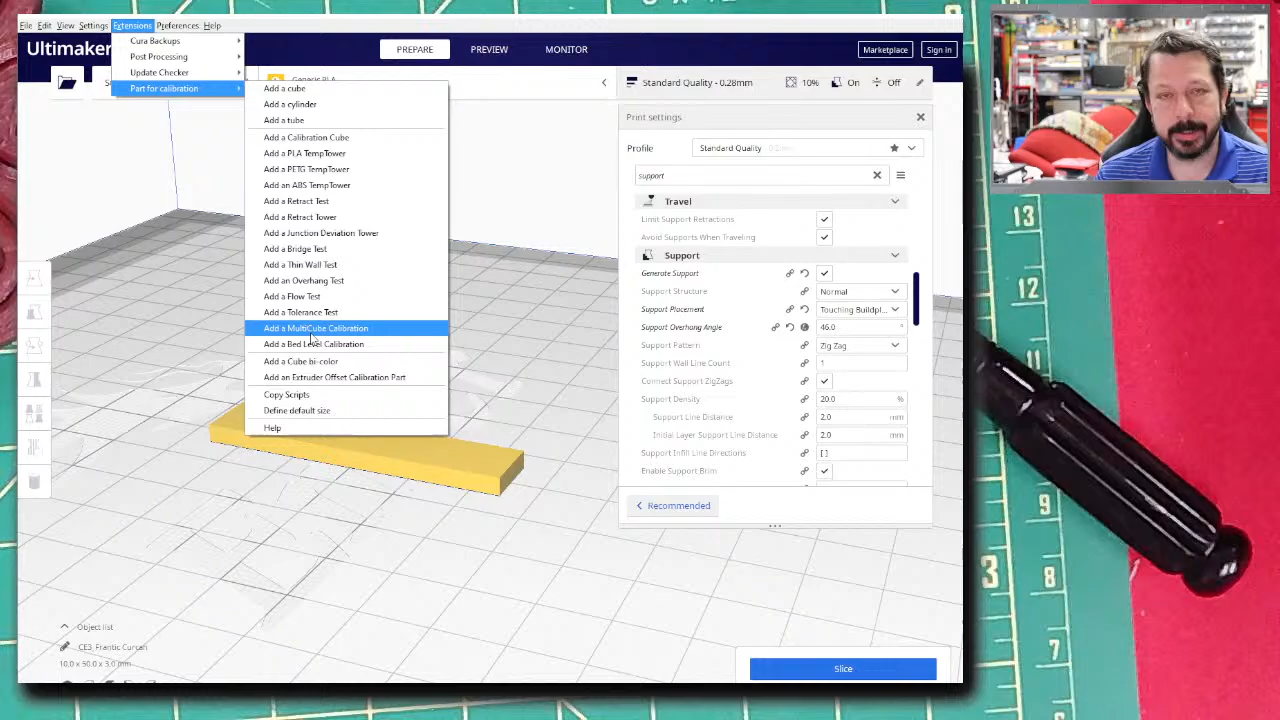 File Edit View Settings Extensions Preferences Help
Ultimaker
PREPARE PREVIEW MONITOR
Marketplace Sign in
Cura Backups
Post Processing
Update Checker
Part for calibration
Generic PLA
Standard Quality - 0.28mm 10% On Off
Add a cube
Add a cylinder
Add a tube
Add a Calibration Cube
Add a PLA TempTower
Add a PETG TempTower
Add an ABS TempTower
Add a Retract Test
Add a Retract Tower
Add a Junction Deviation Tower
Add a Bridge Test
Add a Thin Wall Test
Add an Overhang Test
Add a Flow Test
Add a Tolerance Test
Add a MultiCube Calibration
Add a Bed Level Calibration
Add a Cube bi-color
Add an Extruder Offset Calibration Part
Copy Scripts
Define default size
Help
Print settings
Profile Standard Quality
support
Travel
Limit Support Retractions
Avoid Supports When Traveling
Support
Generate Support
Support Structure Normal
Support Placement Touching Buildpl...
Support Overhang Angle 46.0 °
Support Pattern Zig Zag
Support Wall Line Count 1
Connect Support ZigZags
Support Density 20.0 %
Support Line Distance 2.0 mm
Initial Layer Support Line Distance 2.0 mm
Support Infill Line Directions [ ]
Enable Support Brim
Recommended
Object list
CE3_Frantic Curcan
10.0 x 50.0 x 3.0 mm
Slice
13
9
3
8
7